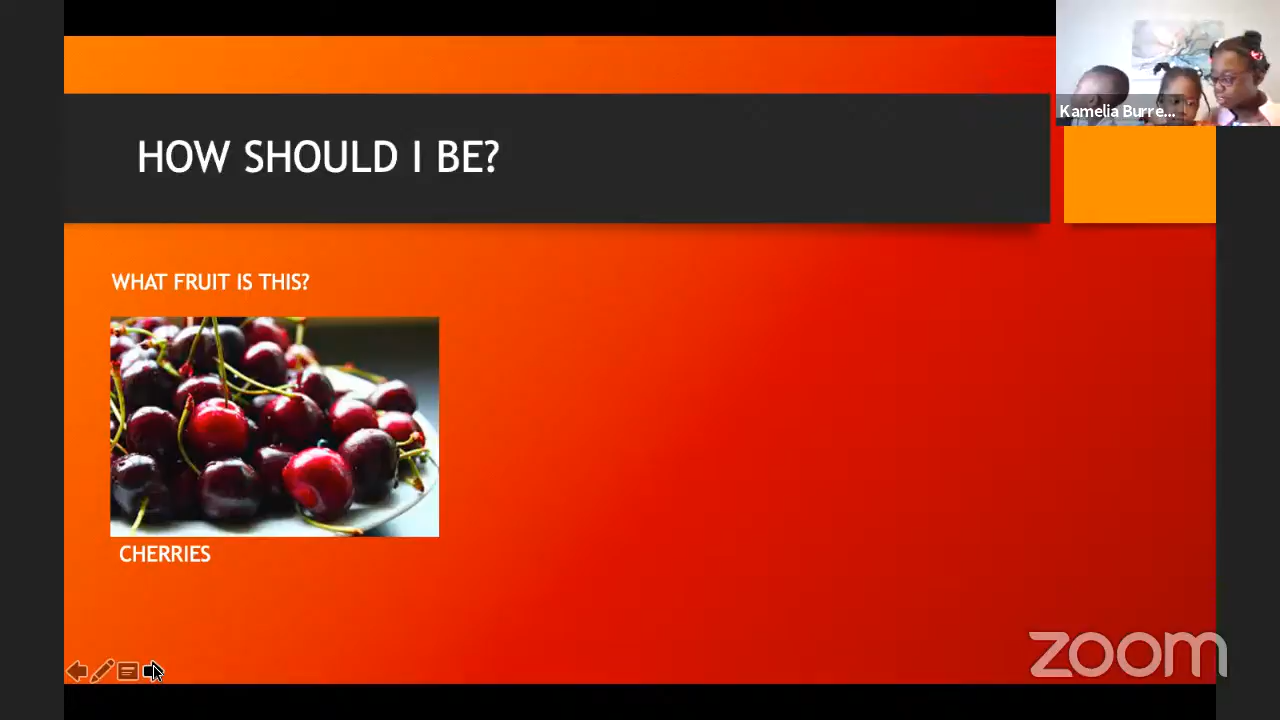 Kamelia Burre...
HOW SHOULD I BE?
WHAT FRUIT IS THIS?
CHERRIES
zoom